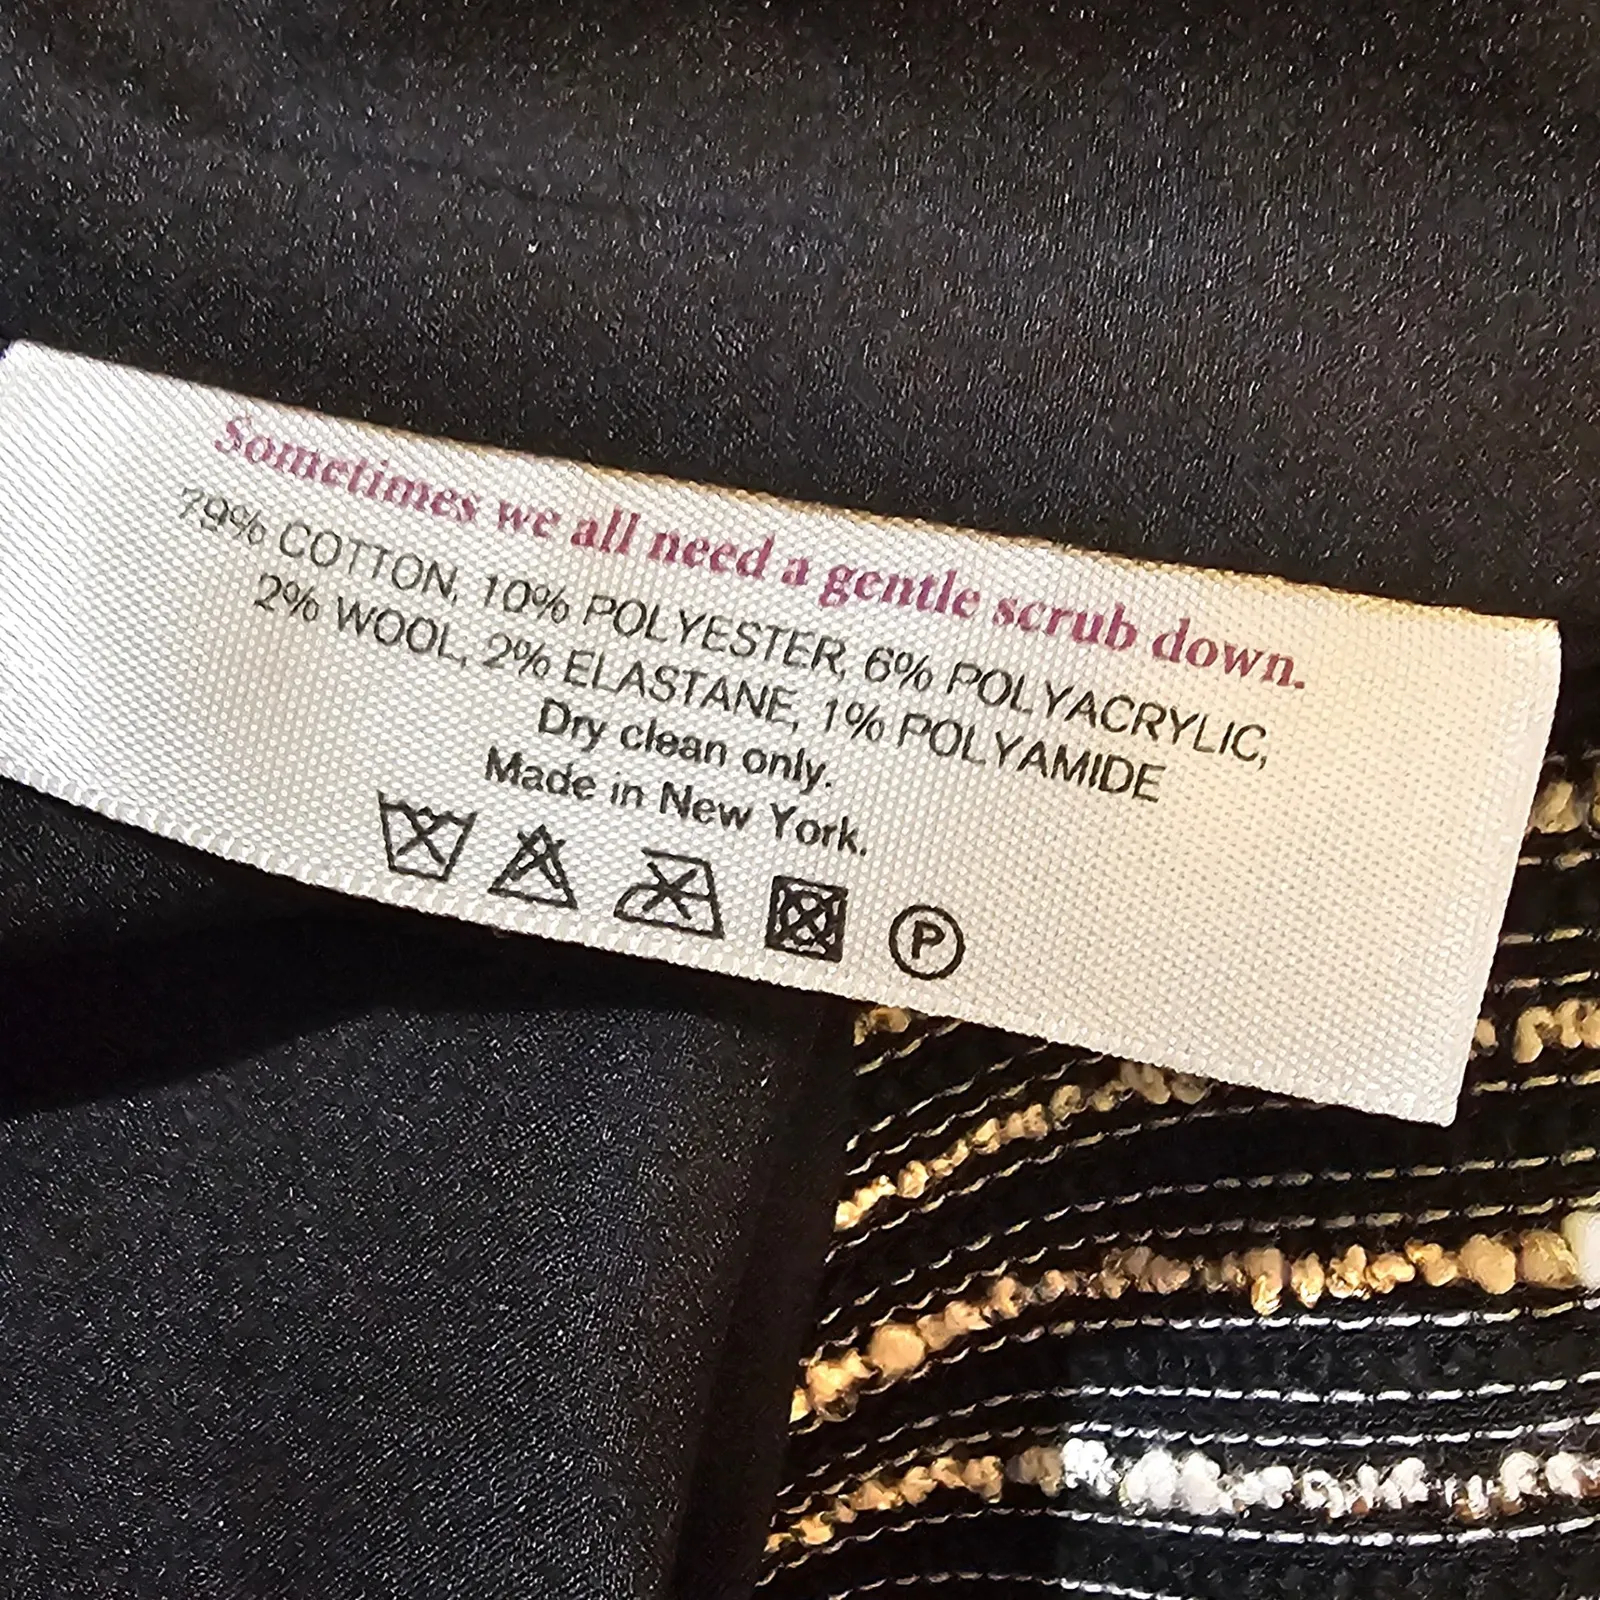 Sometimes we all need a gentle scrub down.
79% COTTON, 10% POLYESTER, 6% POLYACRYLIC,
2% WOOL, 2% ELASTANE, 1% POLYAMIDE
Dry clean only.
Made in New York.
P